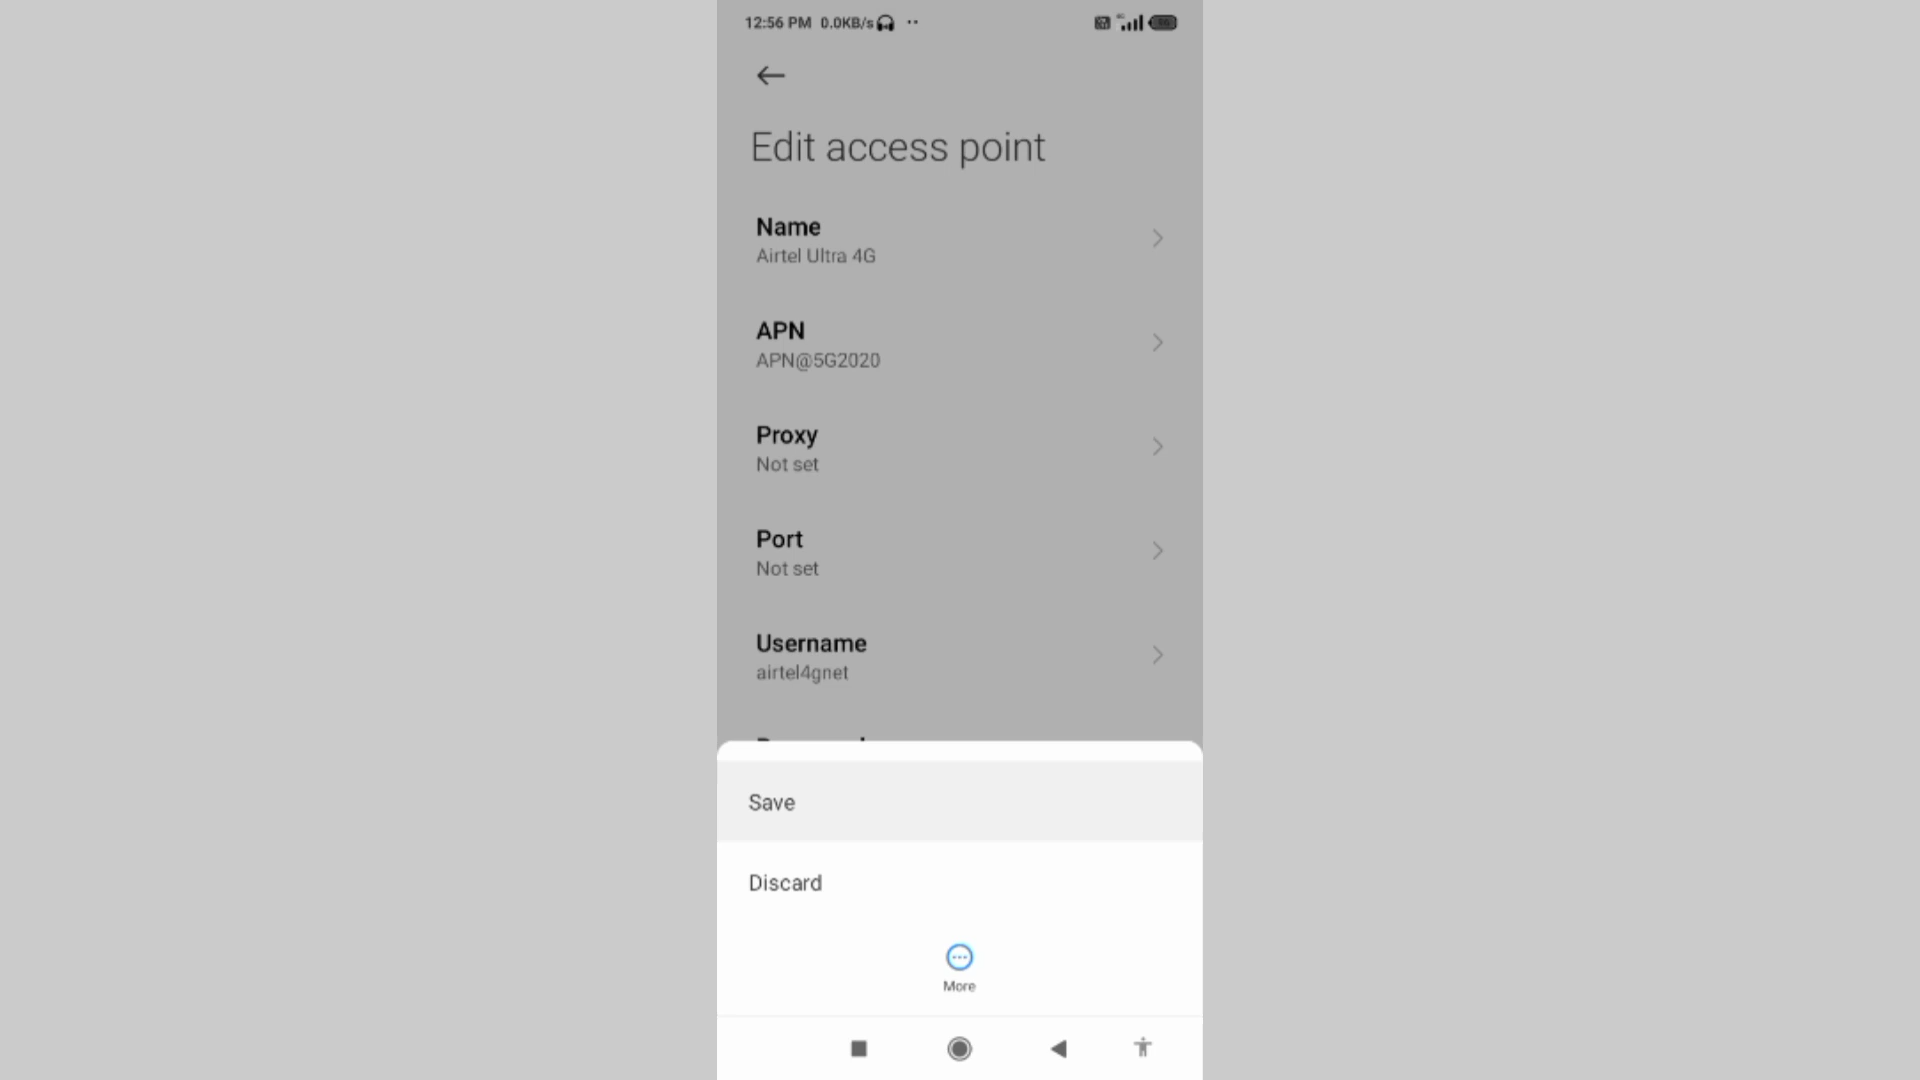 12:56 PM 0.0KB/s
Edit access point
Name
Airtel Ultra 4G
APN
APN@5G2020
Proxy
Not set
Port
Not set
Username
airtel4gnet
Save
Discard
More